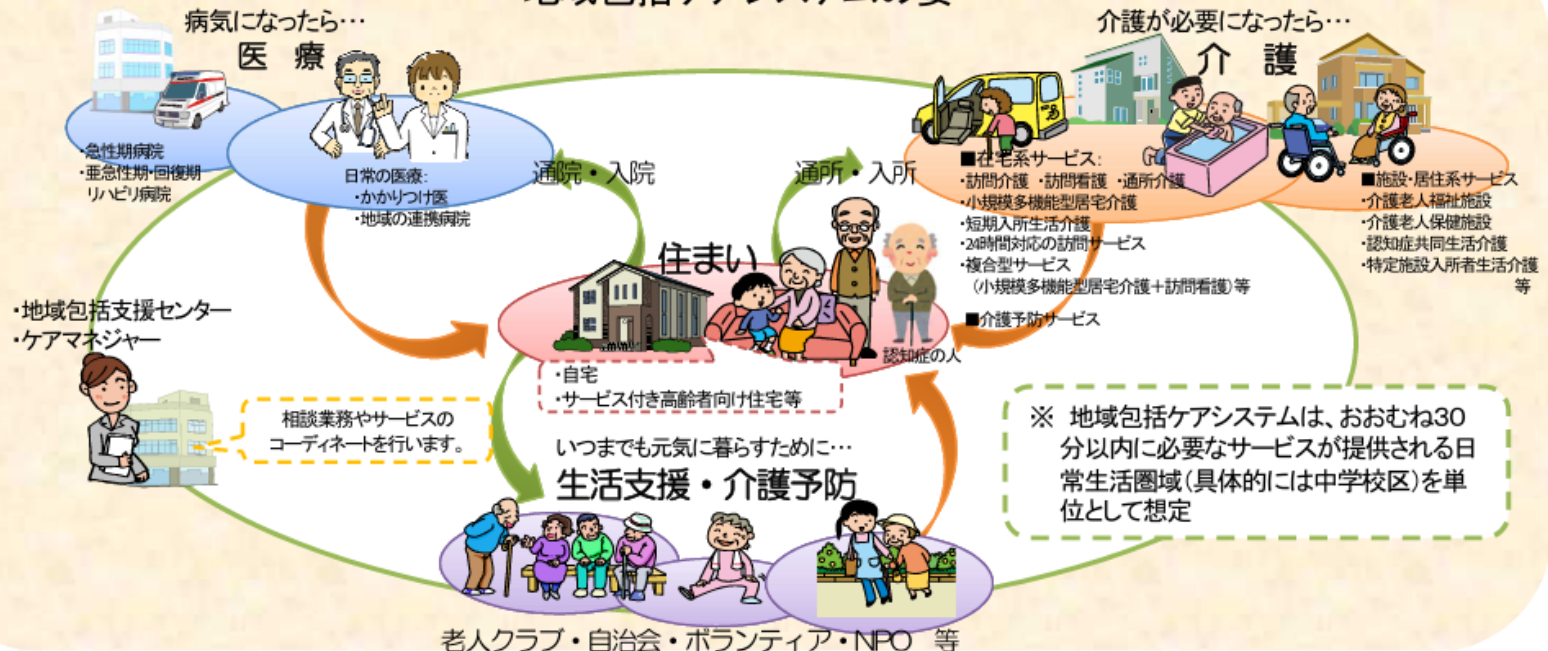 地域包括ケアシステムの姿
病気になったら…
医 療
・急性期病院
・亜急性期・回復期
リハビリ病院
日常の医療:
・かかりつけ医
・地域の連携病院
通院・入院
通所・入所
介護が必要になったら…
介 護
■在宅系サービス:
・訪問介護 ・訪問看護 ・通所介護
・小規模多機能型居宅介護
・短期入所生活介護
・24時間対応の訪問サービス
・複合型サービス
(小規模多機能型居宅介護+訪問看護)等
■介護予防サービス
■施設・居住系サービス
・介護老人福祉施設
・介護老人保健施設
・認知症共同生活介護
・特定施設入所者生活介護
等
住まい
認知症の人
・自宅
・サービス付き高齢者向け住宅等
・地域包括支援センター
・ケアマネジャー
相談業務やサービスの
コーディネートを行います。
いつまでも元気に暮らすために…
生活支援・介護予防
老人クラブ・自治会・ボランティア・NPO 等
※ 地域包括ケアシステムは、おおむね30
分以内に必要なサービスが提供される日
常生活圏域(具体的には中学校区)を単
位として想定